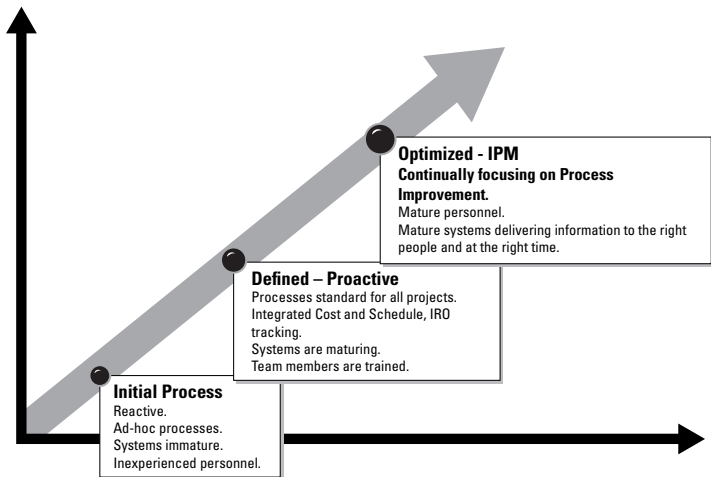 Optimized - IPM
Continually focusing on Process
Improvement.
Mature personnel.
Mature systems delivering information to the right
people and at the right time.
Defined – Proactive
Processes standard for all projects.
Integrated Cost and Schedule, IRO
tracking.
Systems are maturing.
Team members are trained.
Initial Process
Reactive.
Ad-hoc processes.
Systems immature.
Inexperienced personnel.